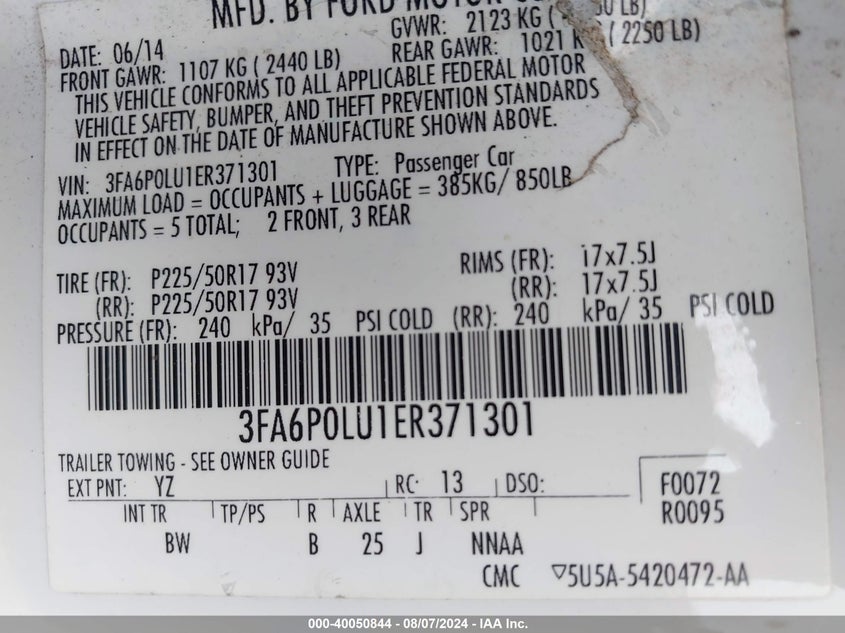 MFD. BY FORD MOTOR CO
DATE: 06/14 GVWR: 2123 KG ( 0 LB)
FRONT GAWR: 1107 KG ( 2440 LB) REAR GAWR: 1021 K ( 2250 LB)
THIS VEHICLE CONFORMS TO ALL APPLICABLE FEDERAL MOTOR
VEHICLE SAFETY, BUMPER, AND THEFT PREVENTION STANDARDS
IN EFFECT ON THE DATE OF MANUFACTURE SHOWN ABOVE.
VIN: 3FA6P0LU1ER371301 TYPE: Passenger Car
MAXIMUM LOAD = OCCUPANTS + LUGGAGE = 385KG/ 850LB
OCCUPANTS = 5 TOTAL; 2 FRONT, 3 REAR
TIRE (FR): P225/50R17 93V RIMS (FR): 17x7.5J
(RR): P225/50R17 93V (RR): 17x7.5J
PRESSURE (FR): 240 kPa/ 35 PSI COLD (RR): 240 kPa/ 35 PSI COLD
3FA6P0LU1ER371301
TRAILER TOWING - SEE OWNER GUIDE
EXT PNT: YZ RC: 13 DSO: F0072
INT TR TP/PS R AXLE TR SPR R0095
BW B 25 J NNAA
CMC ▽5U5A-5420472-AA
000-40050844 - 08/07/2024 - IAA Inc.